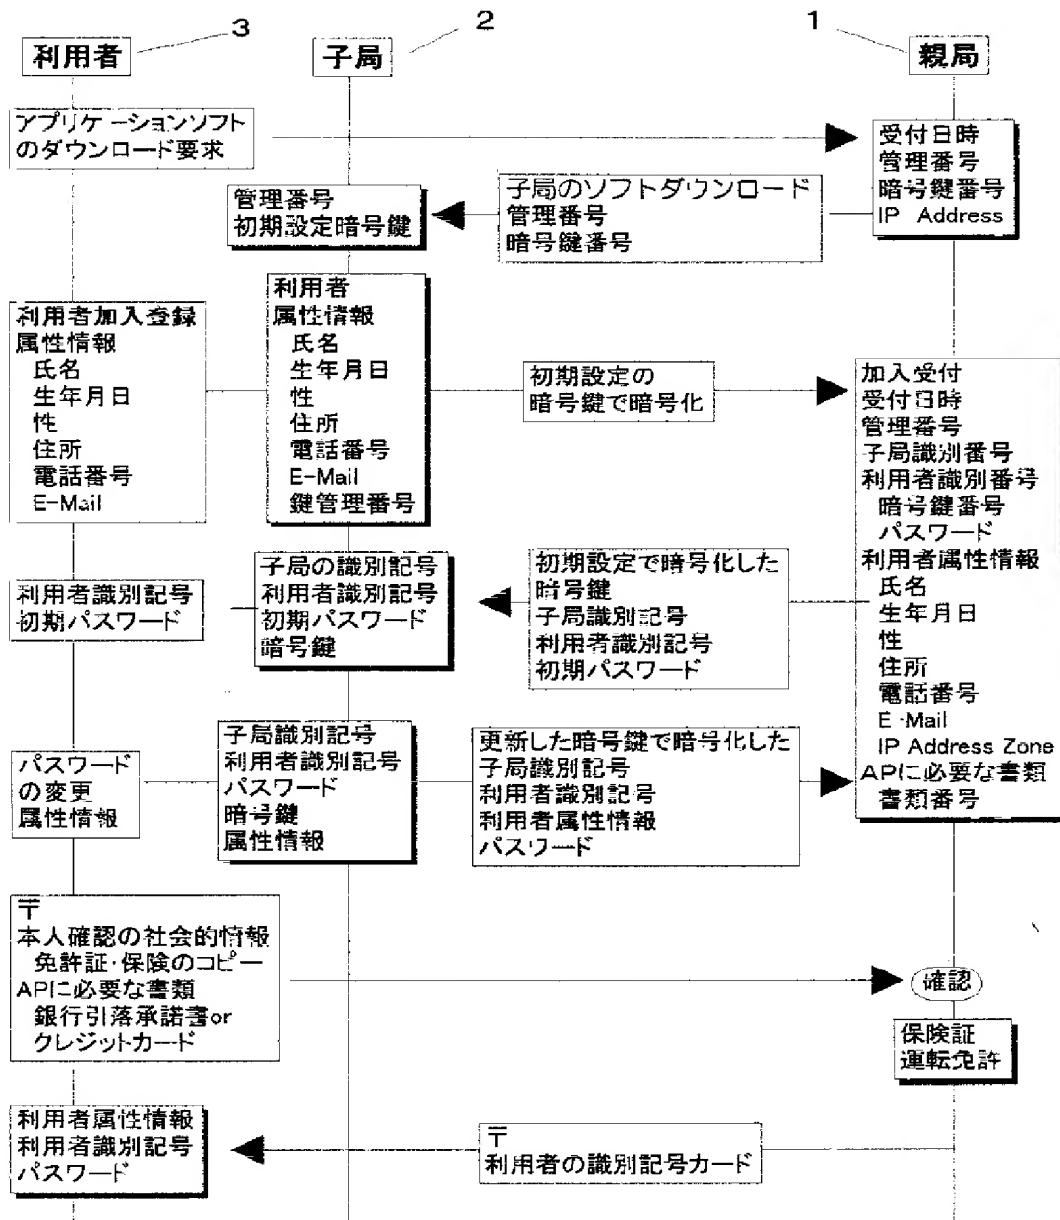 3
2
1
利用者
子局
親局
アプリケーションソフト
のダウンロード要求
受付日時
管理番号
暗号鍵番号
IP Address
子局のソフトダウンロード
管理番号
暗号鍵番号
管理番号
初期設定暗号鍵
利用者加入登録
属性情報
氏名
生年月日
性
住所
電話番号
E-Mail
利用者
属性情報
氏名
生年月日
性
住所
電話番号
E-Mail
鍵管理番号
初期設定の
暗号鍵で暗号化
加入受付
受付日時
管理番号
子局識別番号
利用者識別番号
暗号鍵番号
パスワード
利用者属性情報
氏名
生年月日
性
住所
電話番号
E-Mail
IP Address Zone
APに必要な書類
書類番号
初期設定で暗号化した
暗号鍵
子局識別記号
利用者識別記号
初期パスワード
子局の識別記号
利用者識別記号
初期パスワード
暗号鍵
利用者識別記号
初期パスワード
パスワード
の変更
属性情報
子局識別記号
利用者識別記号
パスワード
暗号鍵
属性情報
更新した暗号鍵で暗号化した
子局識別記号
利用者識別記号
利用者属性情報
パスワード
〒
本人確認の社会的情報
免許証・保険のコピー
APに必要な書類
銀行引落承諾書or
クレジットカード
確認
保険証
運転免許
〒
利用者の識別記号カード
利用者属性情報
利用者識別記号
パスワード